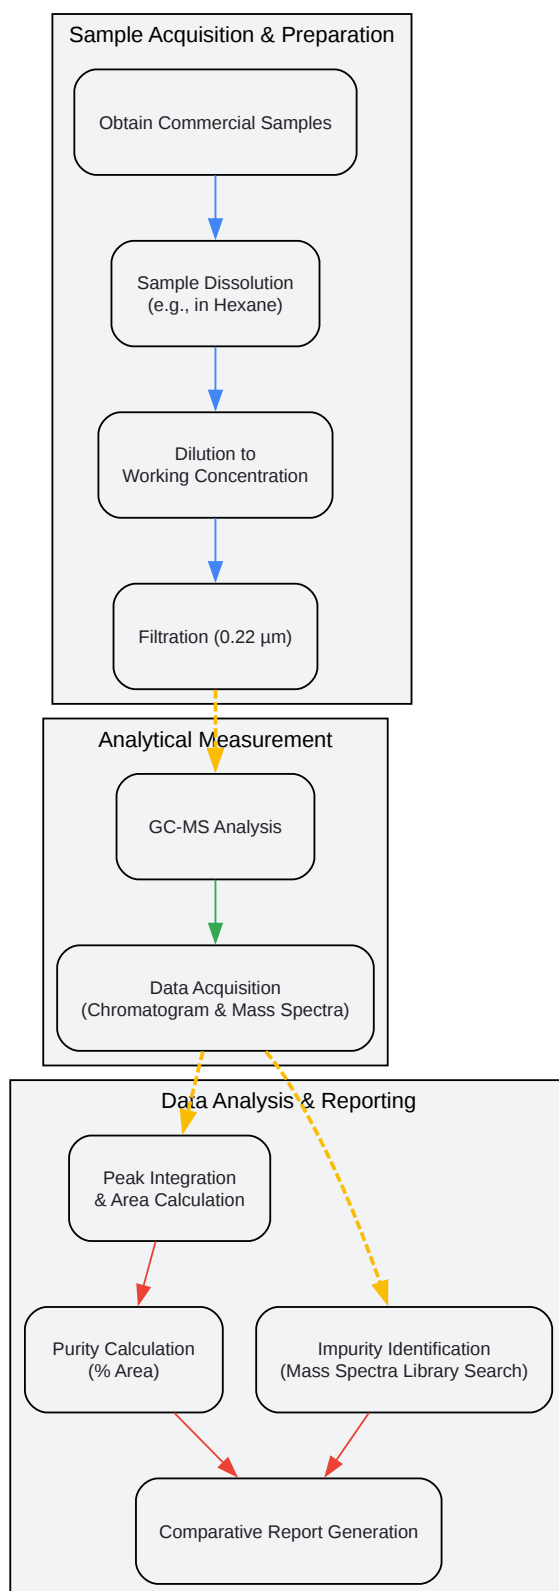 Sample Acquisition & Preparation
Obtain Commercial Samples
Sample Dissolution
(e.g., in Hexane)
Dilution to
Working Concentration
Filtration (0.22 µm)
Analytical Measurement
GC-MS Analysis
Data Acquisition
(Chromatogram & Mass Spectra)
Data Analysis & Reporting
Peak Integration
& Area Calculation
Purity Calculation
(% Area)
Impurity Identification
(Mass Spectra Library Search)
Comparative Report Generation